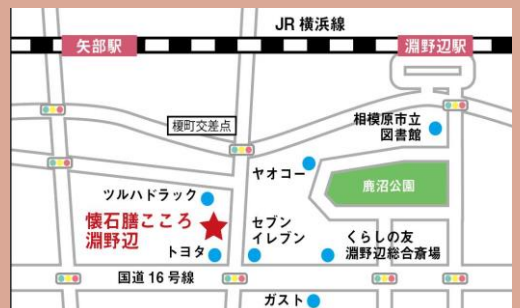 JR 横浜線
矢部駅
淵野辺駅
榎町交差点
相模原市立
図書館
ヤオコー
鹿沼公園
ツルハドラック
懐石膳こころ
淵野辺
セブン
イレブン
くらしの友
淵野辺総合斎場
トヨタ
国道 16 号線
ガスト